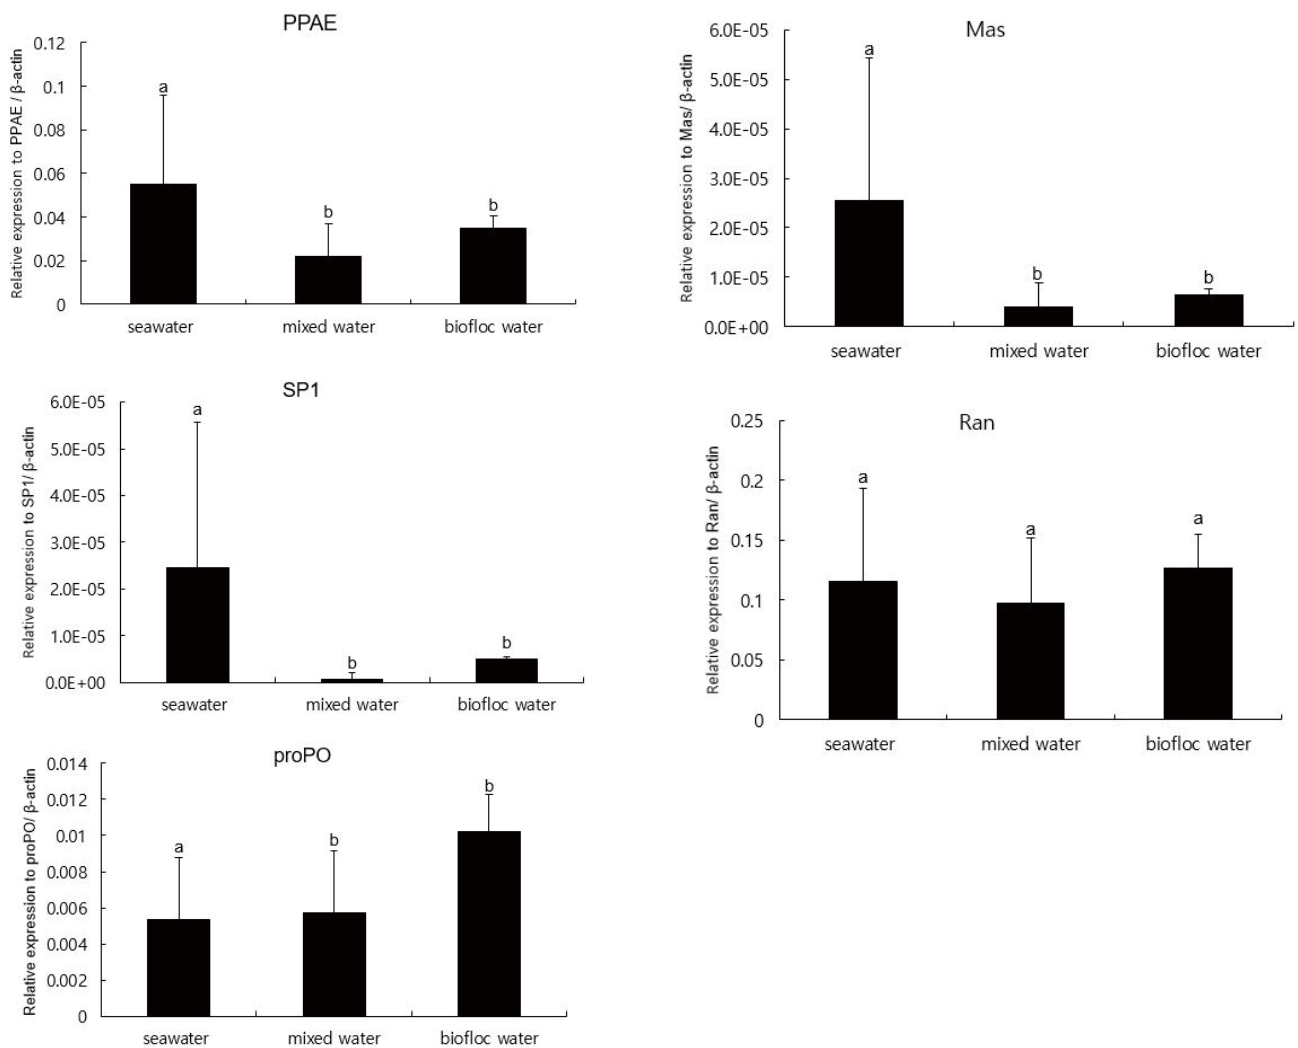 PPAE
Relative expression to PPAE / β-actin
0.12
0.1
0.08
0.06
0.04
0.02
0
a
b
b
seawater
mixed water
biofloc water
Mas
Relative expression to Mas/ β-actin
6.0E-05
5.0E-05
4.0E-05
3.0E-05
2.0E-05
1.0E-05
0.0E+00
a
b
b
seawater
mixed water
biofloc water
SP1
Relative expression to SP1/ β-actin
6.0E-05
5.0E-05
4.0E-05
3.0E-05
2.0E-05
1.0E-05
0.0E+00
a
b
b
seawater
mixed water
biofloc water
Ran
Relative expression to Ran/ β-actin
0.25
0.2
0.15
0.1
0.05
0
a
a
a
seawater
mixed water
biofloc water
proPO
Relative expression to proPO/ β-actin
0.014
0.012
0.01
0.008
0.006
0.004
0.002
0
a
b
b
seawater
mixed water
biofloc water